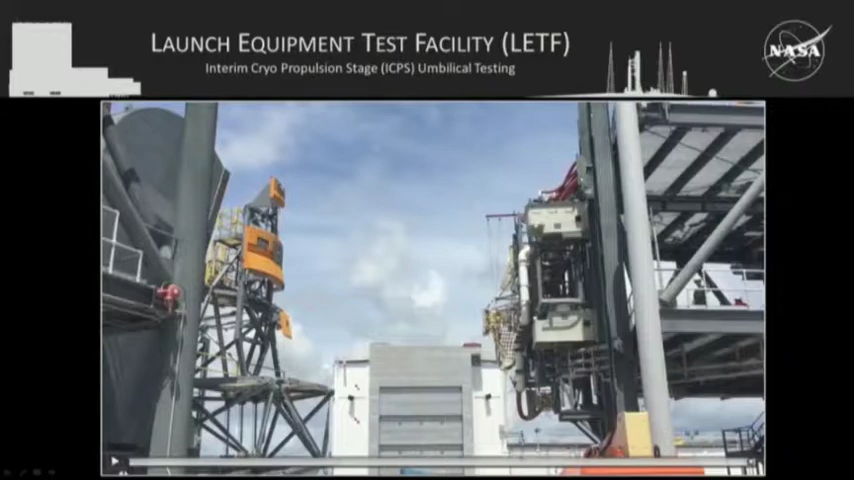 LAUNCH EQUIPMENT TEST FACILITY (LETF)
Interim Cryo Propulsion Stage (ICPS) Umbilical Testing
NASA